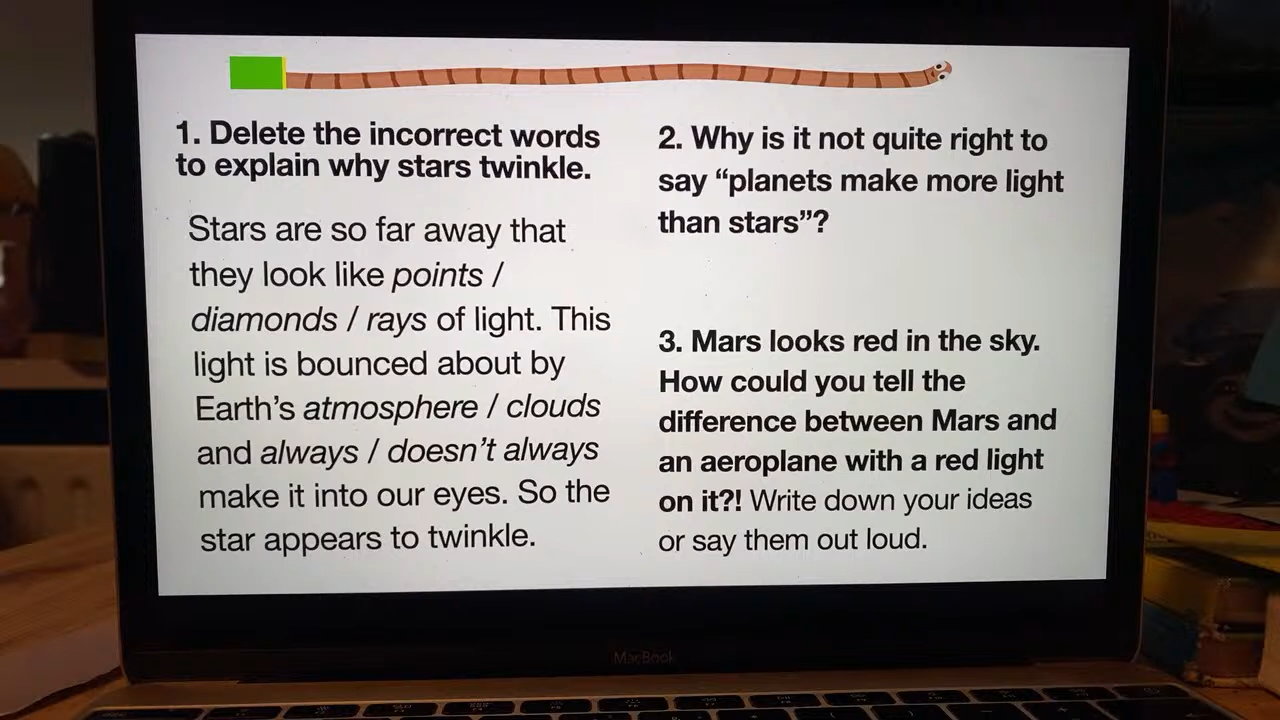 1. Delete the incorrect words
to explain why stars twinkle.
Stars are so far away that
they look like points /
diamonds / rays of light. This
light is bounced about by
Earth’s atmosphere / clouds
and always / doesn’t always
make it into our eyes. So the
star appears to twinkle.
2. Why is it not quite right to
say “planets make more light
than stars”?
3. Mars looks red in the sky.
How could you tell the
difference between Mars and
an aeroplane with a red light
on it?! Write down your ideas
or say them out loud.
MacBook